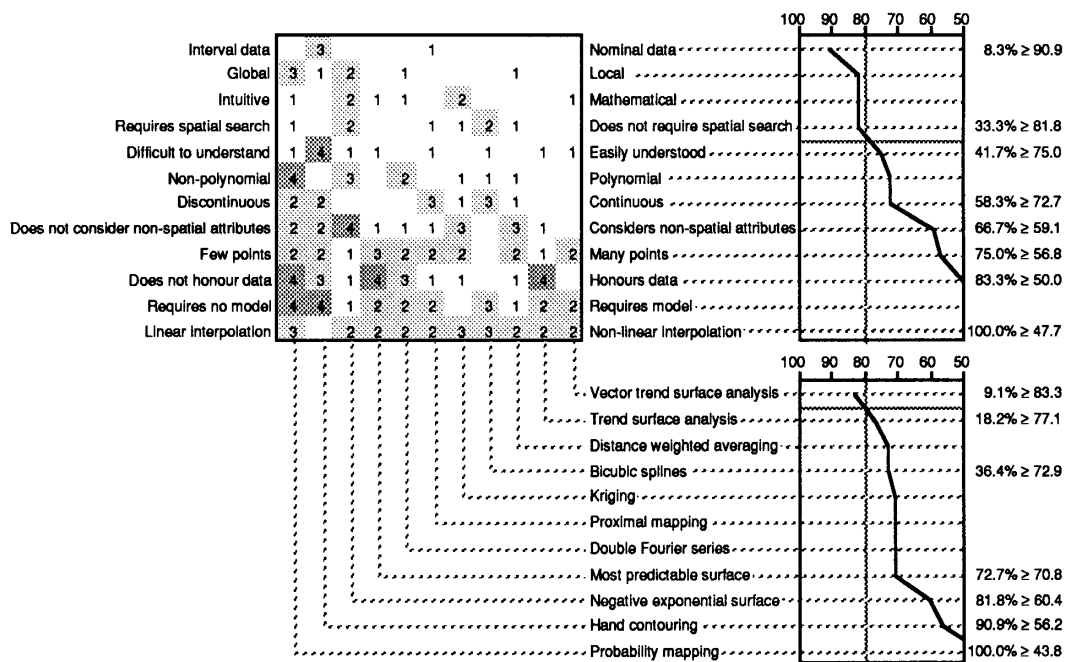 100 90 80 70 60 50
Interval data 3 1 Nominal data 8.3% ≥ 90.9
Global 3 1 2 1 1 Local
Intuitive 1 2 1 1 2 1 Mathematical
Requires spatial search 1 2 1 1 2 1 Does not require spatial search 33.3% ≥ 81.8
Difficult to understand 1 4 1 1 1 1 1 1 Easily understood 41.7% ≥ 75.0
Non-polynomial 4 3 2 1 1 1 Polynomial
Discontinuous 2 2 3 1 3 1 Continuous 58.3% ≥ 72.7
Does not consider non-spatial attributes 2 2 4 1 1 1 3 3 1 Considers non-spatial attributes 66.7% ≥ 59.1
Few points 2 2 1 3 2 2 2 2 1 2 Many points 75.0% ≥ 56.8
Does not honour data 4 3 1 4 3 1 1 1 4 Honours data 83.3% ≥ 50.0
Requires no model 4 4 1 2 2 2 3 1 2 2 Requires model
Linear interpolation 3 2 2 2 2 3 3 2 2 2 Non-linear interpolation 100.0% ≥ 47.7
100 90 80 70 60 50
Vector trend surface analysis 9.1% ≥ 83.3
Trend surface analysis 18.2% ≥ 77.1
Distance weighted averaging
Bicubic splines 36.4% ≥ 72.9
Kriging
Proximal mapping
Double Fourier series
Most predictable surface 72.7% ≥ 70.8
Negative exponential surface 81.8% ≥ 60.4
Hand contouring 90.9% ≥ 56.2
Probability mapping 100.0% ≥ 43.8